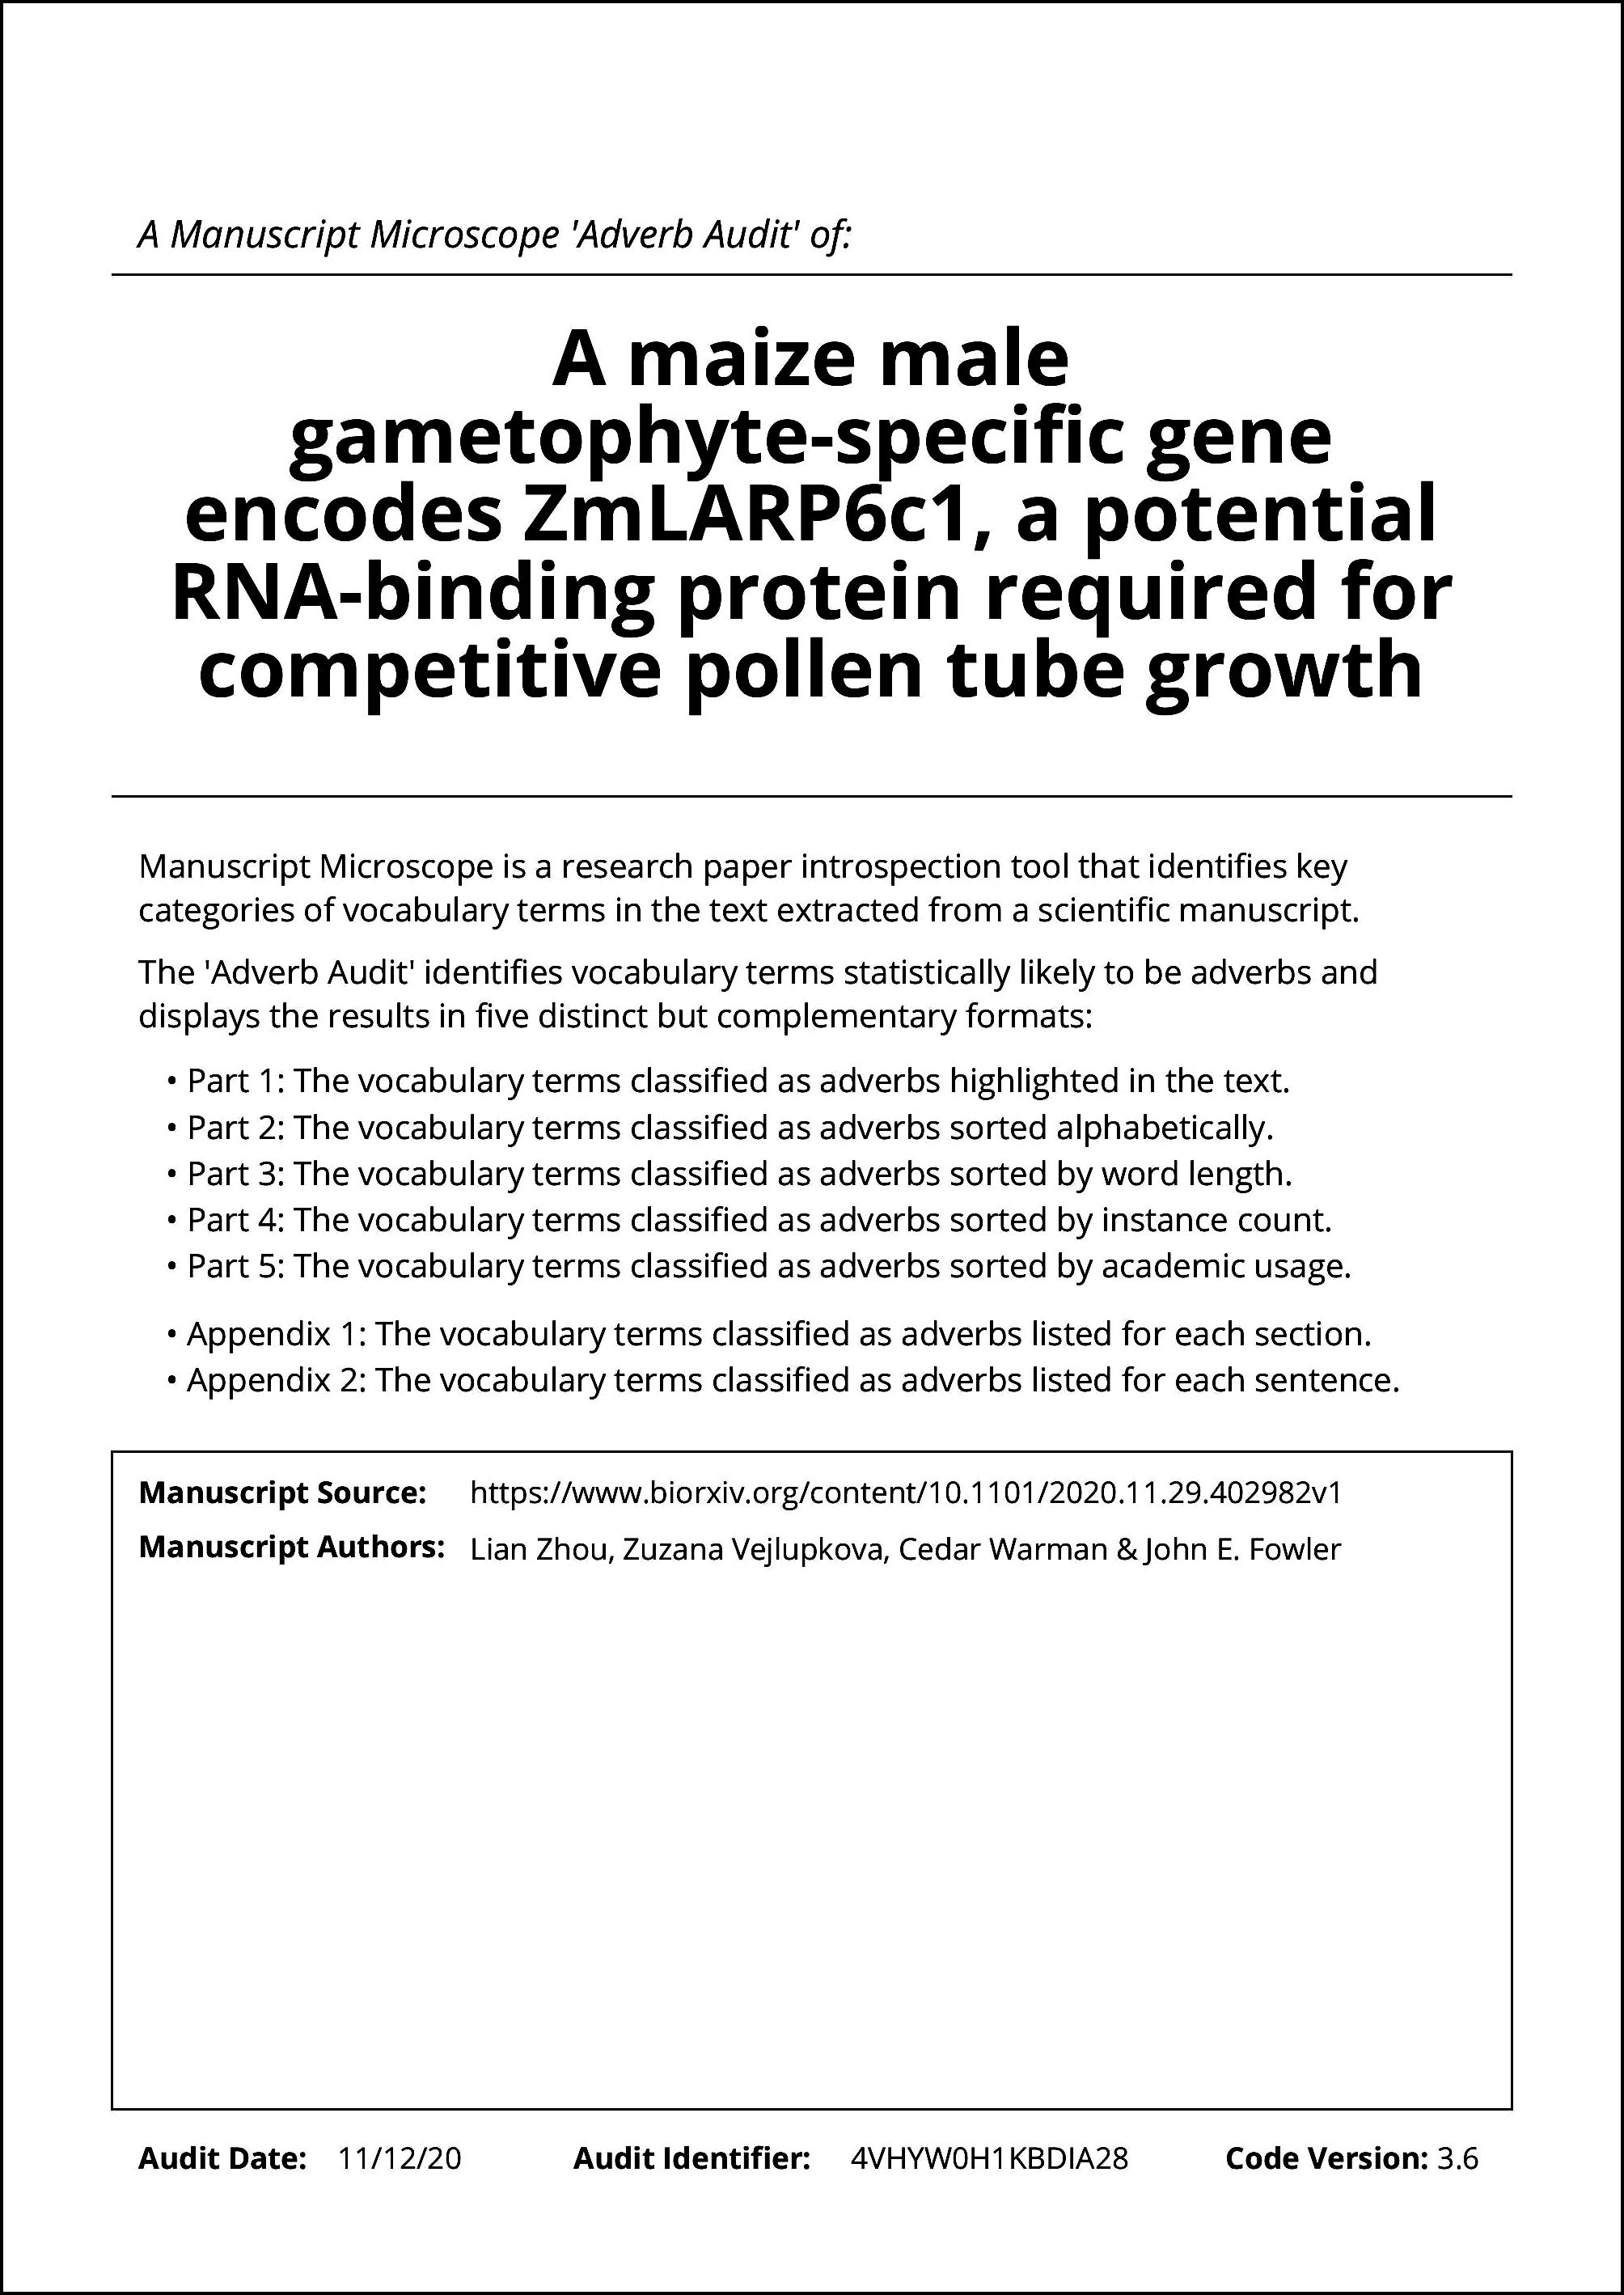 A Manuscript Microscope 'Adverb Audit' of:
A maize male
gametophyte-specific gene
encodes ZmLARP6c1, a potential
RNA-binding protein required for
competitive pollen tube growth
Manuscript Microscope is a research paper introspection tool that identifies key
categories of vocabulary terms in the text extracted from a scientific manuscript.
The 'Adverb Audit' identifies vocabulary terms statistically likely to be adverbs and
displays the results in five distinct but complementary formats:
• Part 1: The vocabulary terms classified as adverbs highlighted in the text.
• Part 2: The vocabulary terms classified as adverbs sorted alphabetically.
• Part 3: The vocabulary terms classified as adverbs sorted by word length.
• Part 4: The vocabulary terms classified as adverbs sorted by instance count.
• Part 5: The vocabulary terms classified as adverbs sorted by academic usage.
• Appendix 1: The vocabulary terms classified as adverbs listed for each section.
• Appendix 2: The vocabulary terms classified as adverbs listed for each sentence.
Manuscript Source: https://www.biorxiv.org/content/10.1101/2020.11.29.402982v1
Manuscript Authors: Lian Zhou, Zuzana Vejlupkova, Cedar Warman & John E. Fowler
Audit Date: 11/12/20 Audit Identifier: 4VHYW0H1KBDIA28 Code Version: 3.6